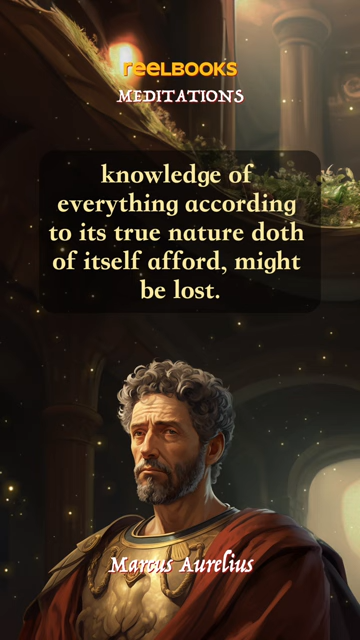 reelBOOKS
MEDITATIONS
knowledge of
everything according
to its true nature doth
of itself afford, might
be lost.
Marcus Aurelius